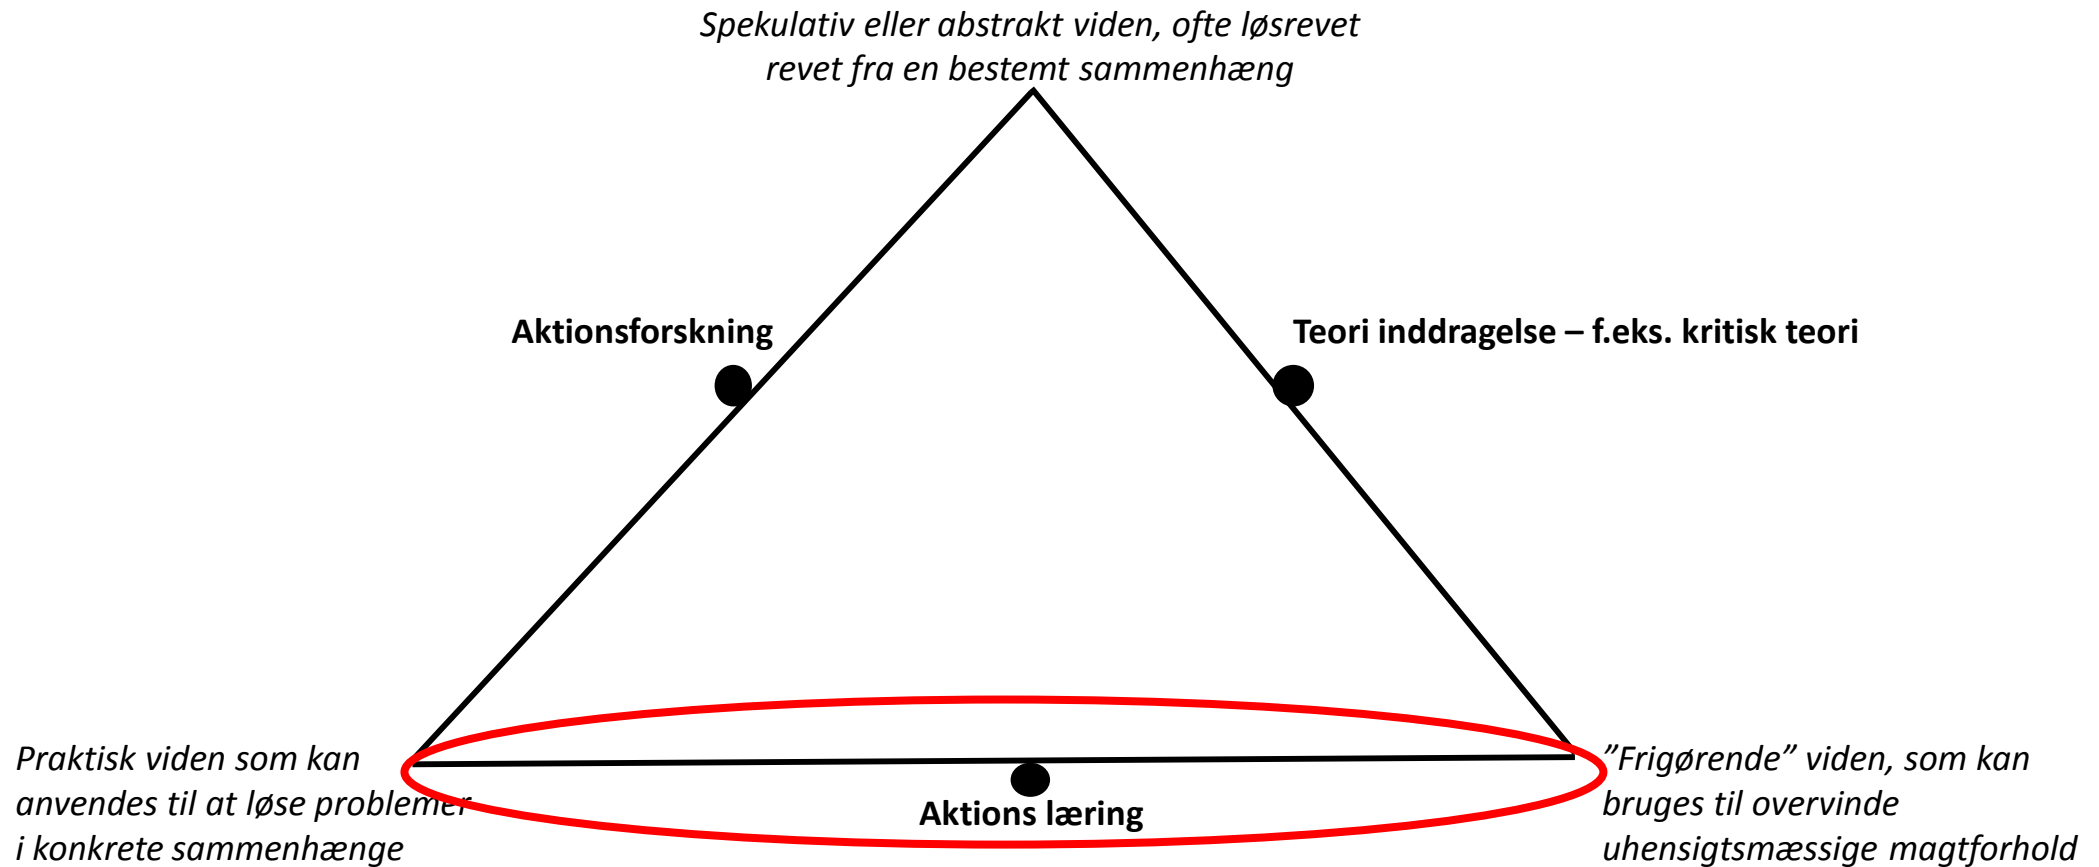 Spekulativ eller abstrakt viden, ofte løsrevet
revet fra en bestemt sammenhæng
Aktionsforskning
Teori inddragelse – f.eks. kritisk teori
Praktisk viden som kan
anvendes til at løse problemer
i konkrete sammenhænge
Aktions læring
”Frigørende” viden, som kan
bruges til overvinde
uhensigtsmæssige magtforhold